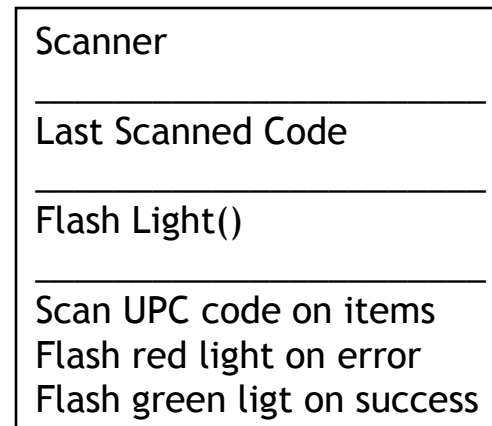 Scanner
Last Scanned Code
Flash Light()
Scan UPC code on items
Flash red light on error
Flash green ligt on success